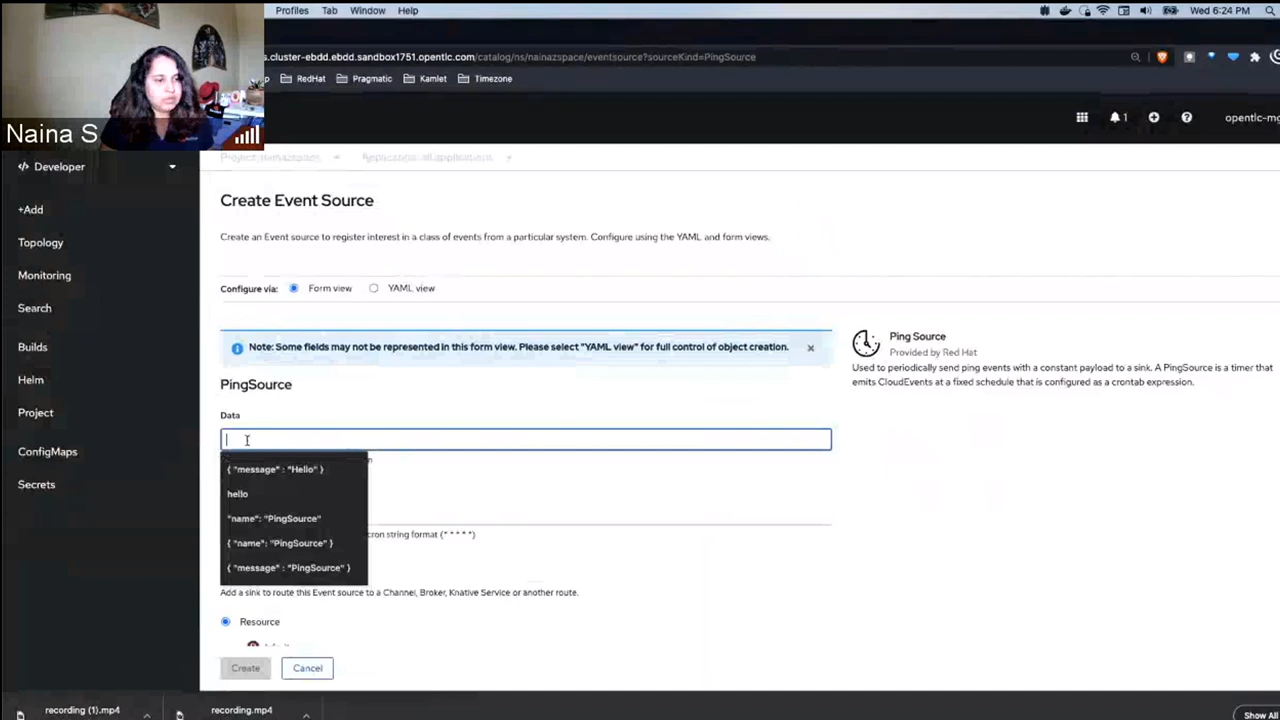 Profiles Tab Window Help Wed 6:24 PM
s.cluster-ebdd.ebdd.sandbox1751.opentlc.com/catalog/ns/nainazspace/eventsource?sourceKind=PingSource
RedHat Pragmatic Kamlet Timezone
Naina S
1 opentlc-mg
</> Developer
+Add
Topology
Monitoring
Search
Builds
Helm
Project
ConfigMaps
Secrets
Create Event Source
Create an Event source to register interest in a class of events from a particular system. Configure using the YAML and form views.
Configure via: Form view YAML view
Note: Some fields may not be represented in this form view. Please select "YAML view" for full control of object creation.
PingSource
Data
{ "message" : "Hello" }
hello
"name": "PingSource"
{ "name": "PingSource" }
{ "message" : "PingSource" }
cron string format (* * * * *)
Add a sink to route this Event source to a Channel, Broker, Knative Service or another route.
Resource
Create Cancel
Ping Source
Provided by Red Hat
Used to periodically send ping events with a constant payload to a sink. A PingSource is a timer that
emits CloudEvents at a fixed schedule that is configured as a crontab expression.
recording (1).mp4 recording.mp4 Show All